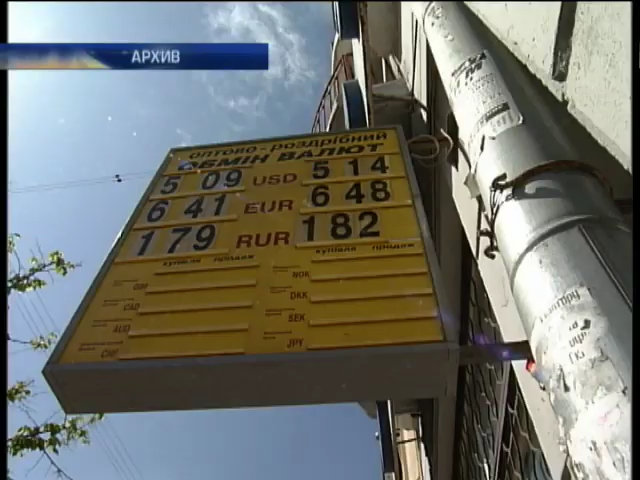 АРХИВ
ОПТОВО-РОЗДРІБНИЙ
ОБМІН ВАЛЮТ
5 09 USD 5 14
6 41 EUR 6 48
1 79 RUR 1 82
купівля продаж купівля продаж
GBP NOK
CAD DKK
AUD SEK
CHF JPY